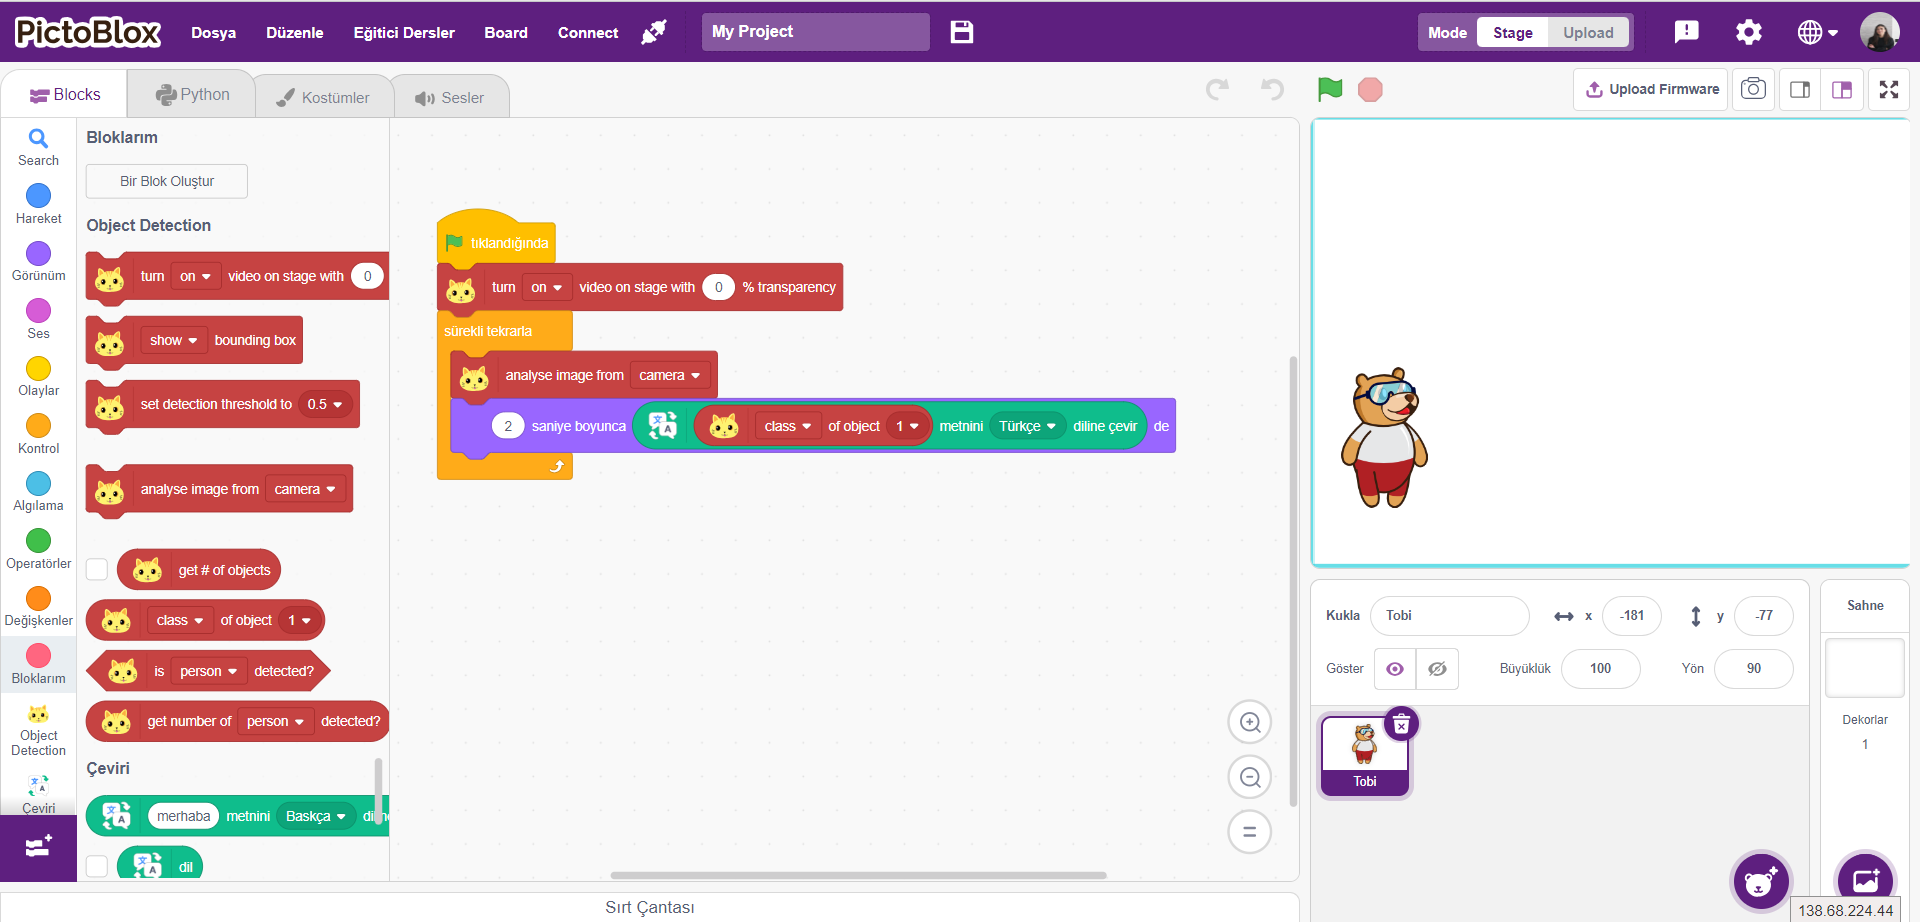 PictoBlox Dosya Düzenle Eğitici Dersler Board Connect My Project Mode Stage Upload
Blocks Python Kostümler Sesler Upload Firmware
Search
Hareket
Görünüm
Ses
Olaylar
Kontrol
Algılama
Operatörler
Değişkenler
Bloklarım
Object
Detection
Çeviri
Bloklarım
Bir Blok Oluştur
Object Detection
turn on video on stage with 0
show bounding box
set detection threshold to 0.5
analyse image from camera
get # of objects
class of object 1
is person detected?
get number of person detected?
Çeviri
merhaba metnini Baskça diline
dil
tıklandığında
turn on video on stage with 0 % transparency
sürekli tekrarla
analyse image from camera
2 saniye boyunca class of object 1 metnini Türkçe diline çevir de
Sırt Çantası
Kukla Tobi x -181 y -77
Göster Büyüklük 100 Yön 90
Tobi
Sahne
Dekorlar
1
138.68.224.44